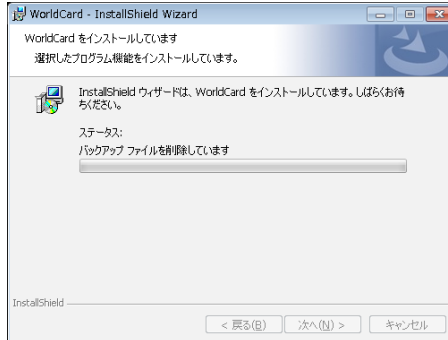 WorldCard - InstallShield Wizard
WorldCard をインストールしています
選択したプログラム機能をインストールしています。
InstallShield ウィザードは、WorldCard をインストールしています。しばらくお待
ちください。
ステータス:
バックアップ ファイルを削除しています
InstallShield
< 戻る(B)
次へ(N) >
キャンセル